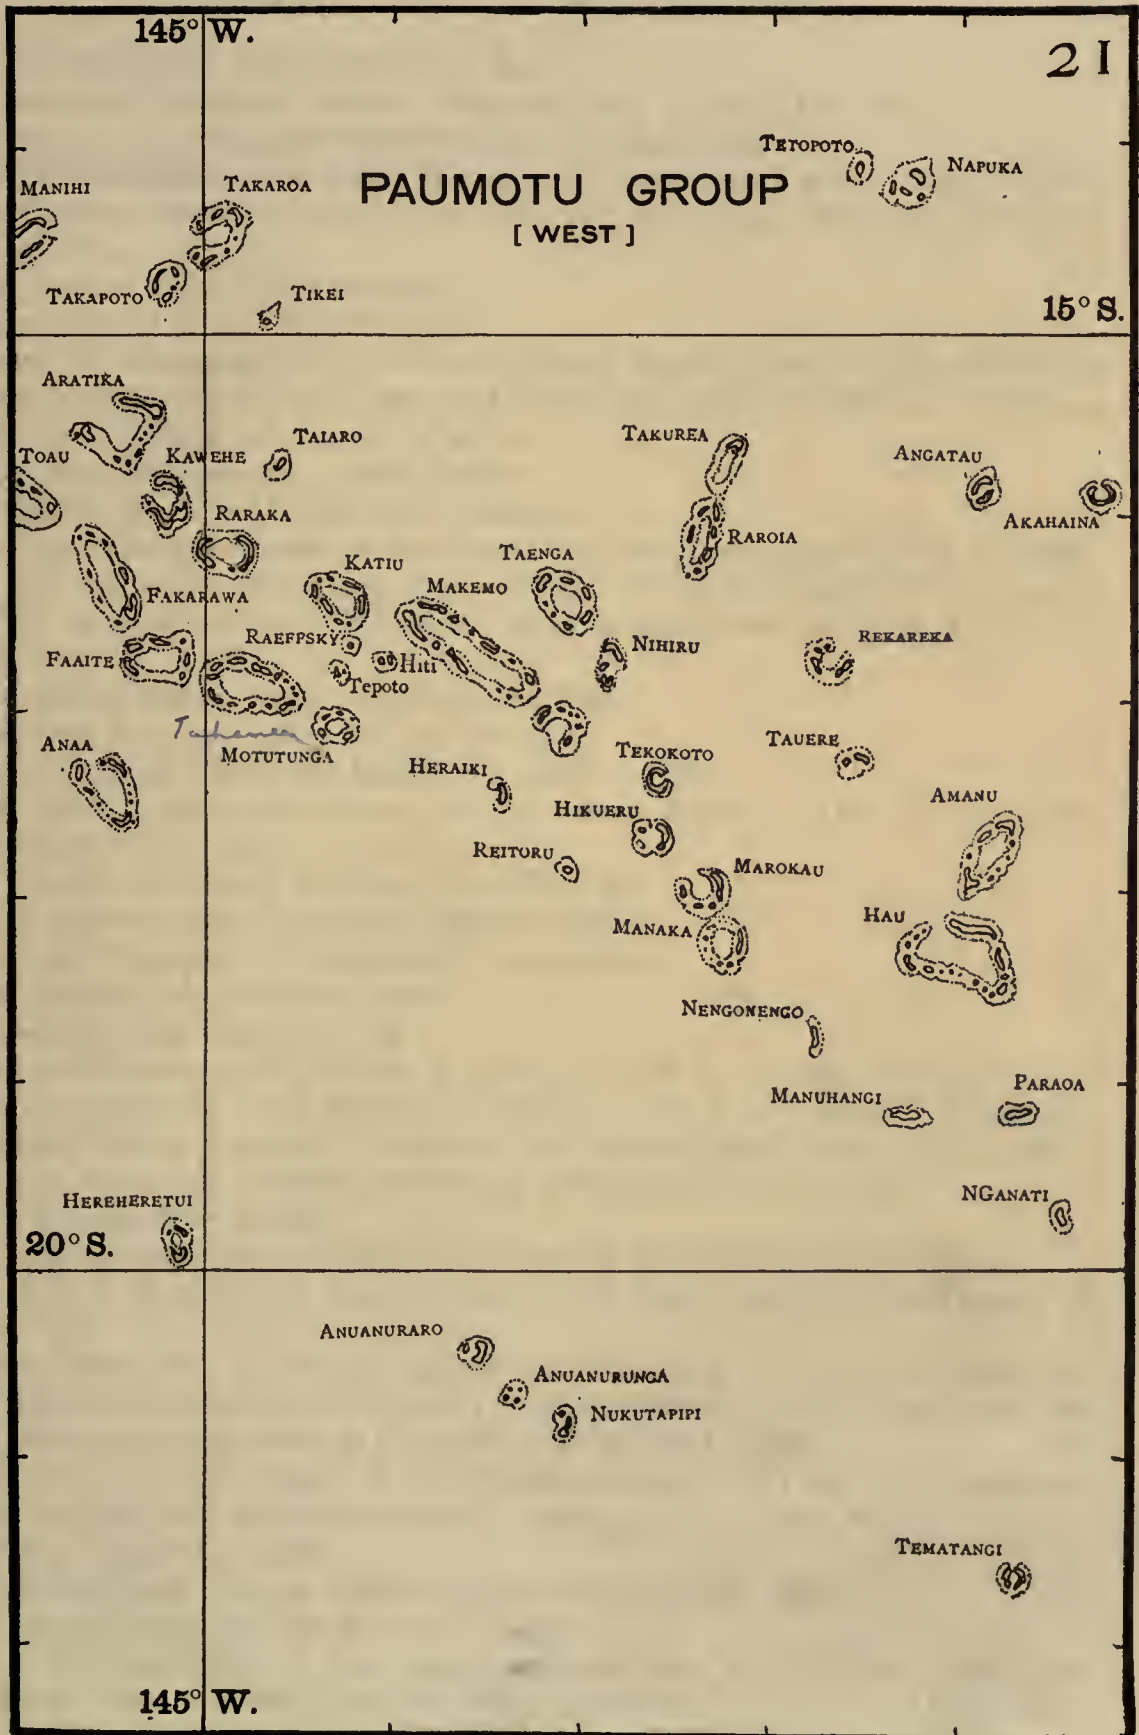 145° W.
21
TETOPOTO
NAPUKA
MANIHI
TAKAROA
PAUMOTU GROUP
[ WEST ]
TAKAPOTO
TIKEI
15° S.
ARATIKA
TOAU
KAWEHE
TAIARO
TAKUREA
ANGATAU
AKAHAINA
RARAKA
RAROIA
FAKARAWA
KATIU
MAKEMO
TAENGA
RAEFPSKY
Hiti
NIHIRU
REKAREKA
FAAITE
Tepoto
Tahanea
ANAA
MOTUTUNGA
HERAIKI
TEKOKOTO
TAUERE
HIKUERU
AMANU
REITORU
MAROKAU
MANAKA
HAU
NENGONENGO
MANUHANGI
PARAOA
HEREHERETUI
NGANATI
20° S.
ANUANURARO
ANUANURUNGA
NUKUTAPIPI
TEMATANGI
145° W.